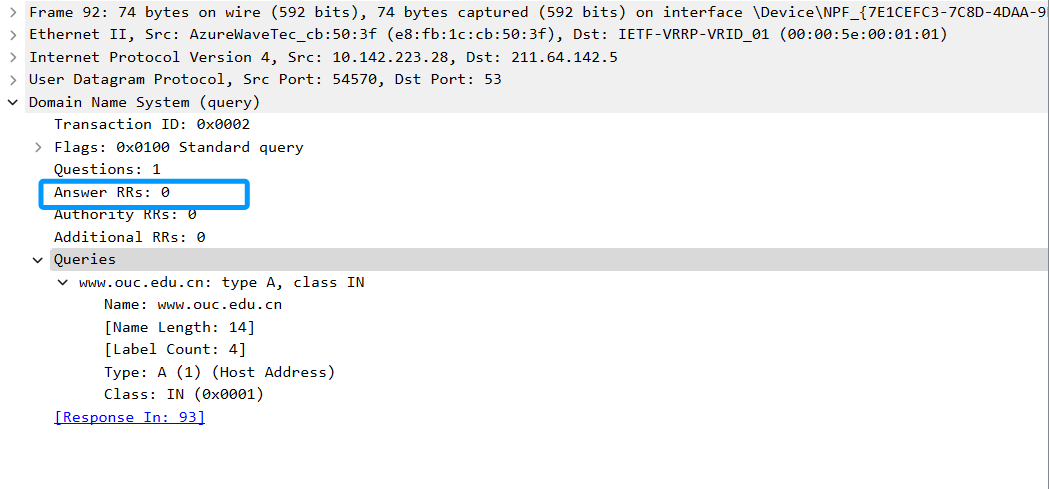 Frame 92: 74 bytes on wire (592 bits), 74 bytes captured (592 bits) on interface \Device\NPF_{7E1CEFC3-7C8D-4DAA-9
Ethernet II, Src: AzureWaveTec_cb:50:3f (e8:fb:1c:cb:50:3f), Dst: IETF-VRRP-VRID_01 (00:00:5e:00:01:01)
Internet Protocol Version 4, Src: 10.142.223.28, Dst: 211.64.142.5
User Datagram Protocol, Src Port: 54570, Dst Port: 53
Domain Name System (query)
Transaction ID: 0x0002
Flags: 0x0100 Standard query
Questions: 1
Answer RRs: 0
Authority RRs: 0
Additional RRs: 0
Queries
www.ouc.edu.cn: type A, class IN
Name: www.ouc.edu.cn
[Name Length: 14]
[Label Count: 4]
Type: A (1) (Host Address)
Class: IN (0x0001)
[Response In: 93]